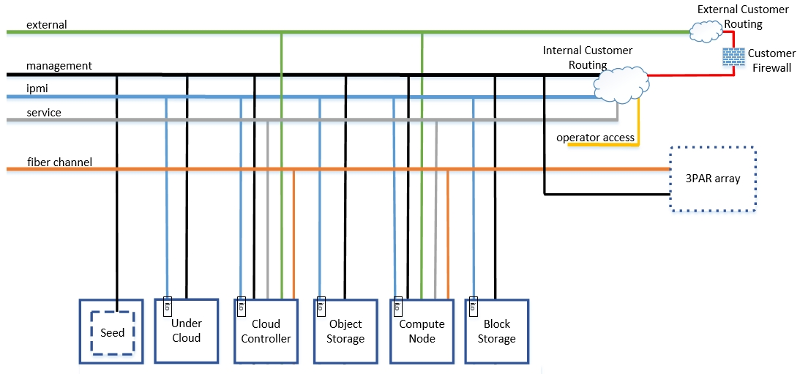 External Customer
Routing
external
Internal Customer
Routing
Customer
Firewall
management
ipmi
service
operator access
fiber channel
3PAR array
Seed
Under
Cloud
Cloud
Controller
Object
Storage
Compute
Node
Block
Storage